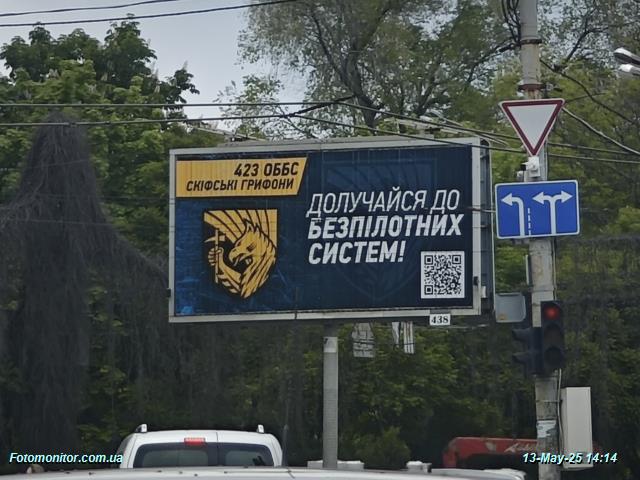 423 ОББС
СКІФСЬКІ ГРИФОНИ
ДОЛУЧАЙСЯ ДО
БЕЗПІЛОТНИХ
СИСТЕМ!
438
Fotomonitor.com.ua
13-May-25 14:14